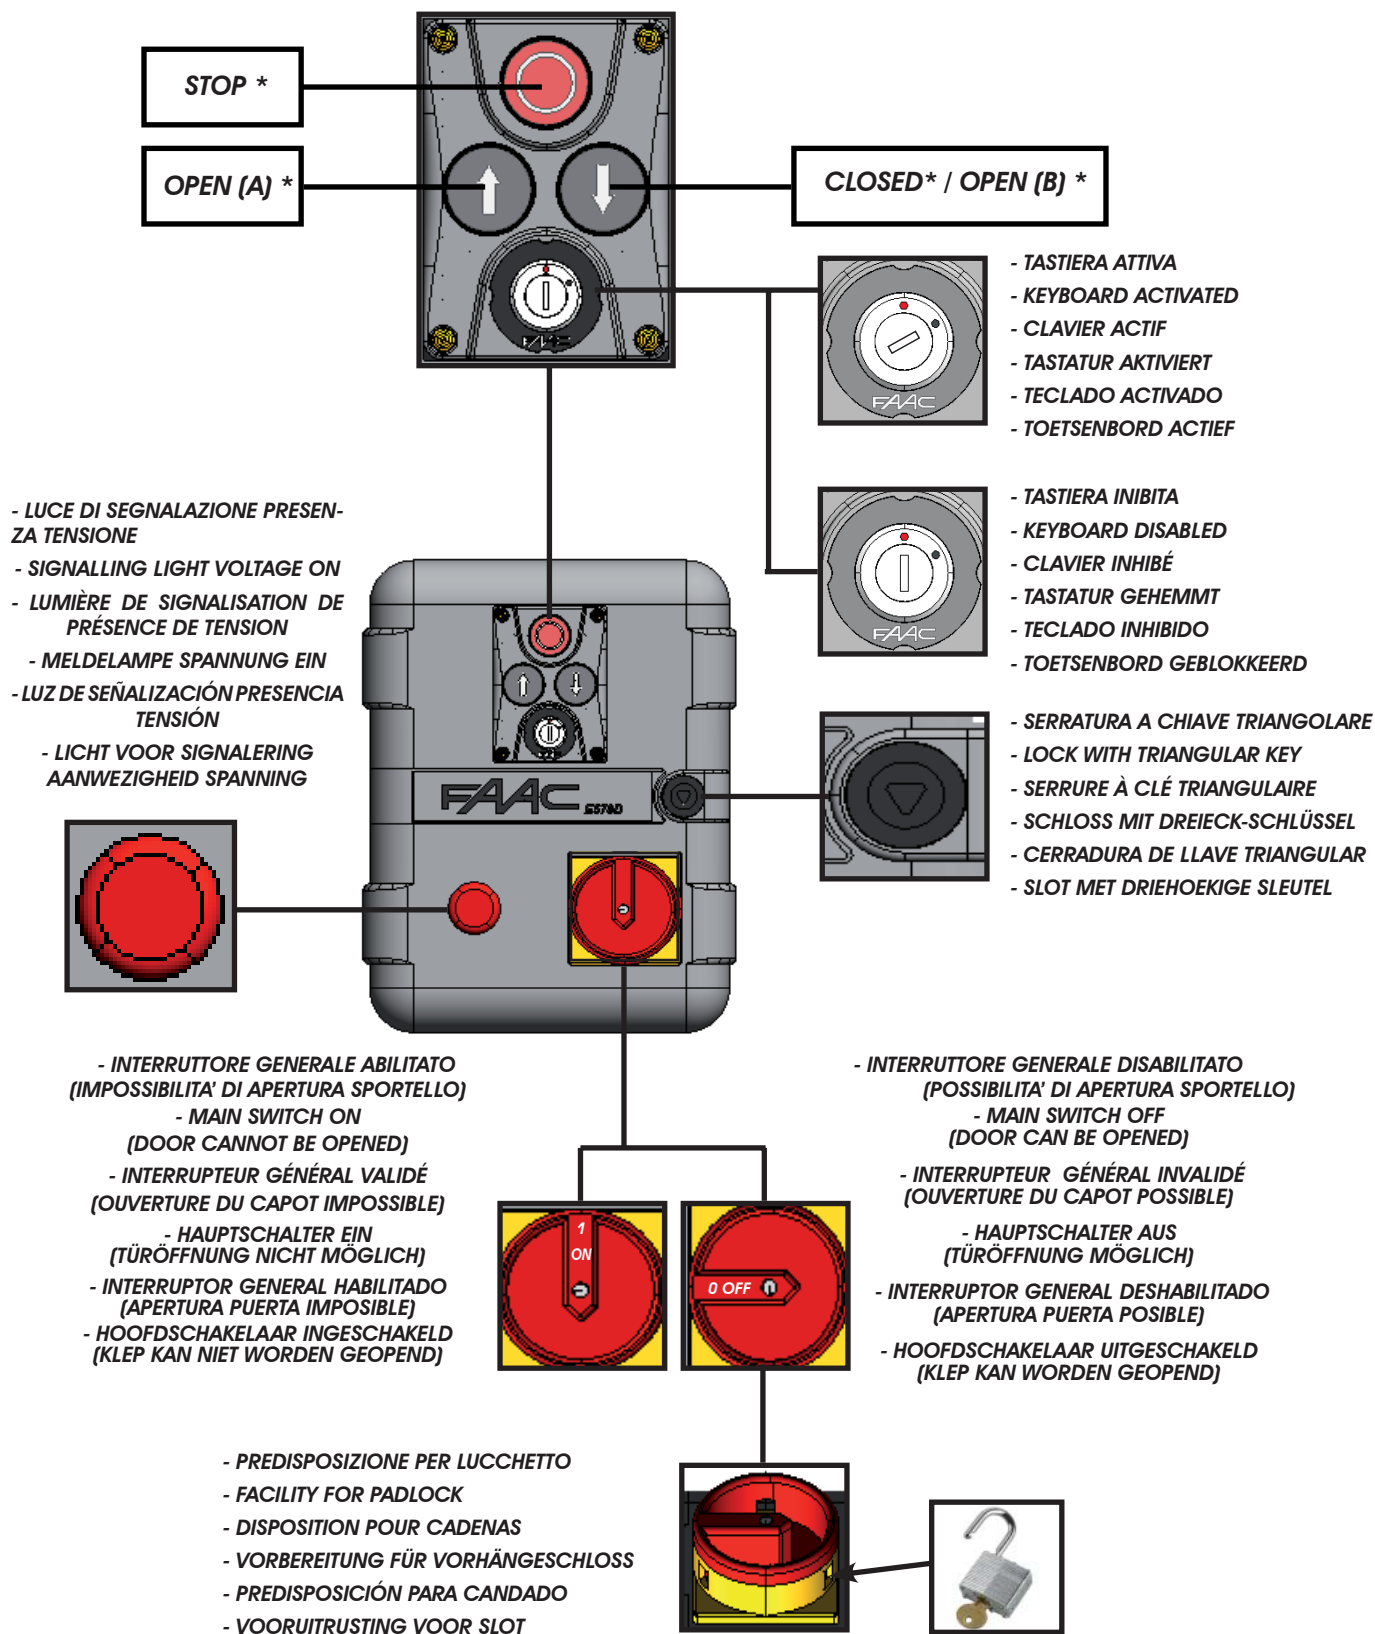 STOP *
OPEN (A) *
CLOSED* / OPEN (B) *
FAAC
- TASTIERA ATTIVA
- KEYBOARD ACTIVATED
- CLAVIER ACTIF
- TASTATUR AKTIVIERT
- TECLADO ACTIVADO
- TOETSENBORD ACTIEF
FAAC
- TASTIERA INIBITA
- KEYBOARD DISABLED
- CLAVIER INHIBÉ
- TASTATUR GEHEMMT
- TECLADO INHIBIDO
- TOETSENBORD GEBLOKKEERD
FAAC
- LUCE DI SEGNALAZIONE PRESEN-
ZA TENSIONE
- SIGNALLING LIGHT VOLTAGE ON
- LUMIÈRE DE SIGNALISATION DE
PRÉSENCE DE TENSION
- MELDELAMPE SPANNUNG EIN
- LUZ DE SEÑALIZACIÓN PRESENCIA
TENSIÓN
- LICHT VOOR SIGNALERING
AANWEZIGHEID SPANNING
FAAC
- SERRATURA A CHIAVE TRIANGOLARE
- LOCK WITH TRIANGULAR KEY
- SERRURE À CLÉ TRIANGULAIRE
- SCHLOSS MIT DREIECK-SCHLÜSSEL
- CERRADURA DE LLAVE TRIANGULAR
- SLOT MET DRIEHOEKIGE SLEUTEL
- INTERRUTTORE GENERALE ABILITATO
(IMPOSSIBILITA' DI APERTURA SPORTELLO)
- MAIN SWITCH ON
(DOOR CANNOT BE OPENED)
- INTERRUPTEUR GÉNÉRAL VALIDÉ
(OUVERTURE DU CAPOT IMPOSSIBLE)
- HAUPTSCHALTER EIN
(TÜRÖFFNUNG NICHT MÖGLICH)
- INTERRUPTOR GENERAL HABILITADO
(APERTURA PUERTA IMPOSIBLE)
- HOOFDSCHAKELAAR INGESCHAKELD
(KLEP KAN NIET WORDEN GEOPEND)
1
ON
0 OFF
- INTERRUTTORE GENERALE DISABILITATO
(POSSIBILITA' DI APERTURA SPORTELLO)
- MAIN SWITCH OFF
(DOOR CAN BE OPENED)
- INTERRUPTEUR GÉNÉRAL INVALIDÉ
(OUVERTURE DU CAPOT POSSIBLE)
- HAUPTSCHALTER AUS
(TÜRÖFFNUNG MÖGLICH)
- INTERRUPTOR GENERAL DESHABILITADO
(APERTURA PUERTA POSIBLE)
- HOOFDSCHAKELAAR UITGESCHAKELD
(KLEP KAN WORDEN GEOPEND)
- PREDISPOSIZIONE PER LUCCHETTO
- FACILITY FOR PADLOCK
- DISPOSITION POUR CADENAS
- VORBEREITUNG FÜR VORHÄNGESCHLOSS
- PREDISPOSICIÓN PARA CANDADO
- VOORUITRUSTING VOOR SLOT